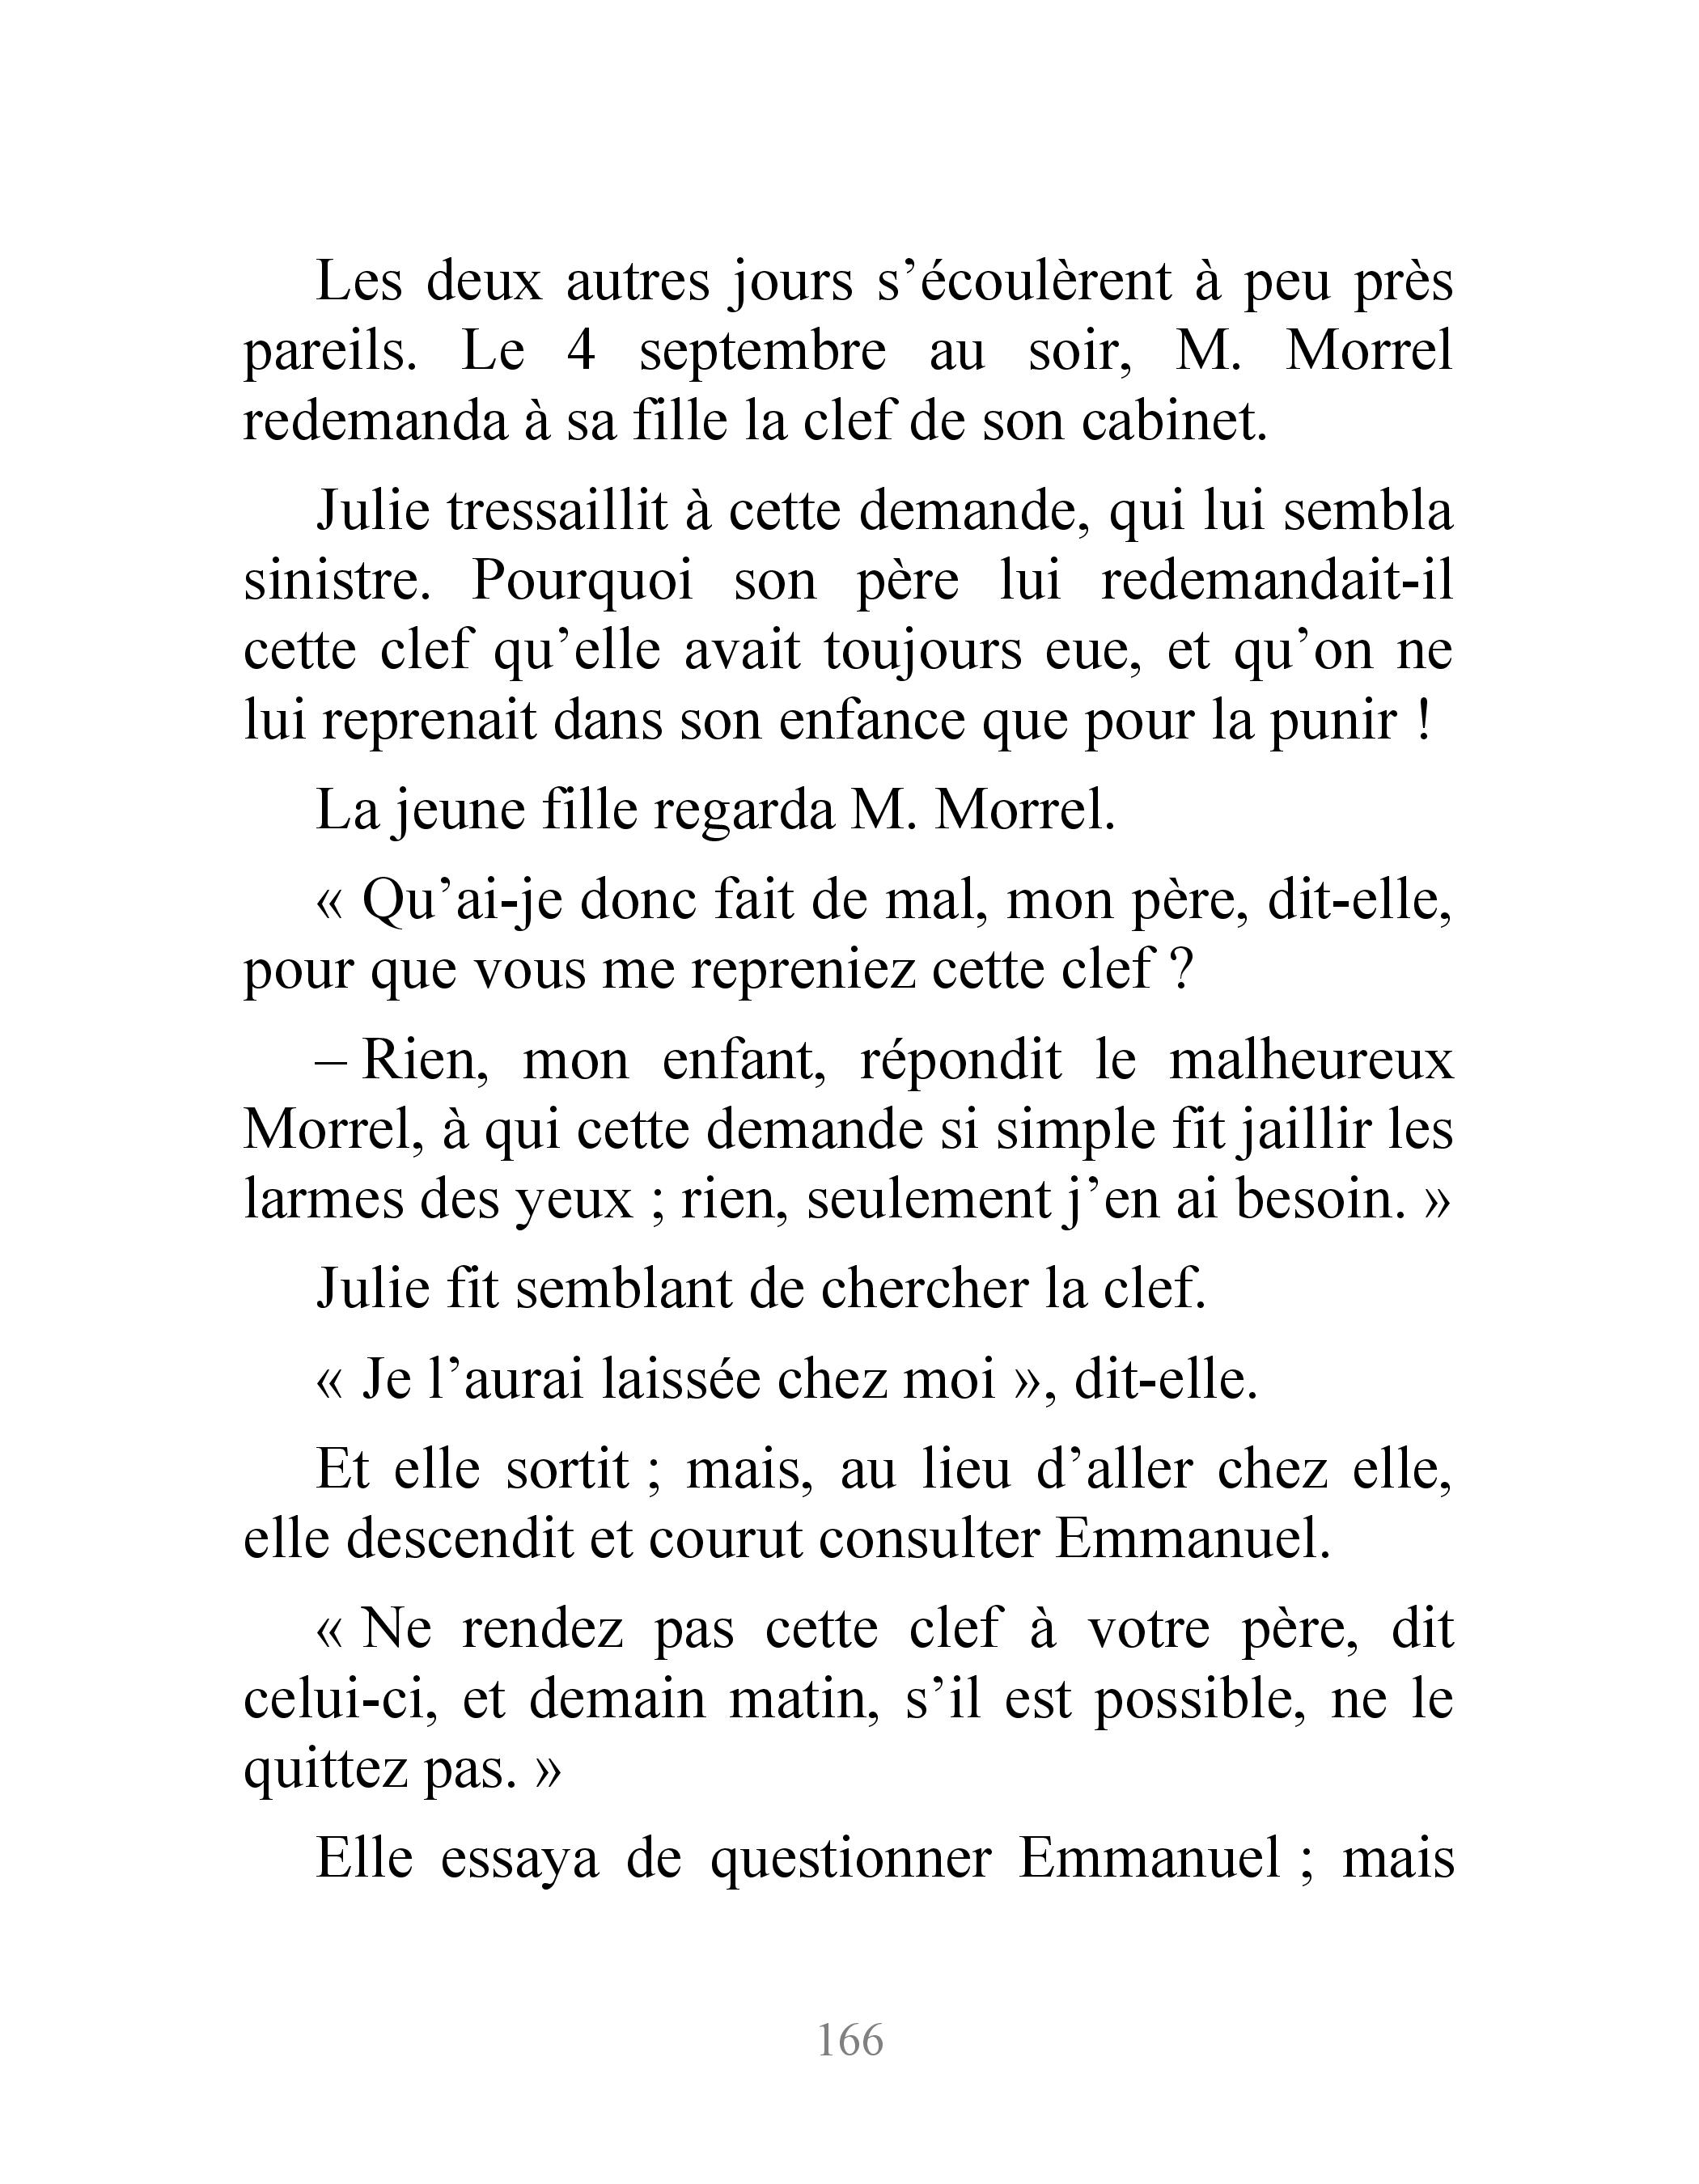 Les deux autres jours s’écoulèrent à peu près
pareils. Le 4 septembre au soir, M. Morrel
redemanda à sa fille la clef de son cabinet.
Julie tressaillit à cette demande, qui lui sembla
sinistre. Pourquoi son père lui redemandait-il
cette clef qu’elle avait toujours eue, et qu’on ne
lui reprenait dans son enfance que pour la punir !
La jeune fille regarda M. Morrel.
« Qu’ai-je donc fait de mal, mon père, dit-elle,
pour que vous me repreniez cette clef ?
– Rien, mon enfant, répondit le malheureux
Morrel, à qui cette demande si simple fit jaillir les
larmes des yeux ; rien, seulement j’en ai besoin. »
Julie fit semblant de chercher la clef.
« Je l’aurai laissée chez moi », dit-elle.
Et elle sortit ; mais, au lieu d’aller chez elle,
elle descendit et courut consulter Emmanuel.
« Ne rendez pas cette clef à votre père, dit
celui-ci, et demain matin, s’il est possible, ne le
quittez pas. »
Elle essaya de questionner Emmanuel ; mais
166